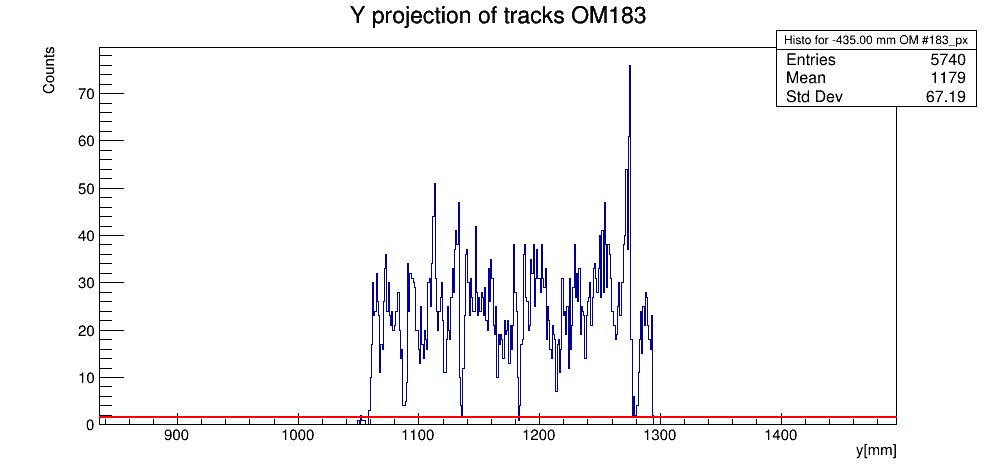 Y projection of tracks OM183
Histo for -435.00 mm OM #183_px
Entries 5740
Mean 1179
Std Dev 67.19
Counts
70
60
50
40
30
20
10
0
900 1000 1100 1200 1300 1400
y[mm]